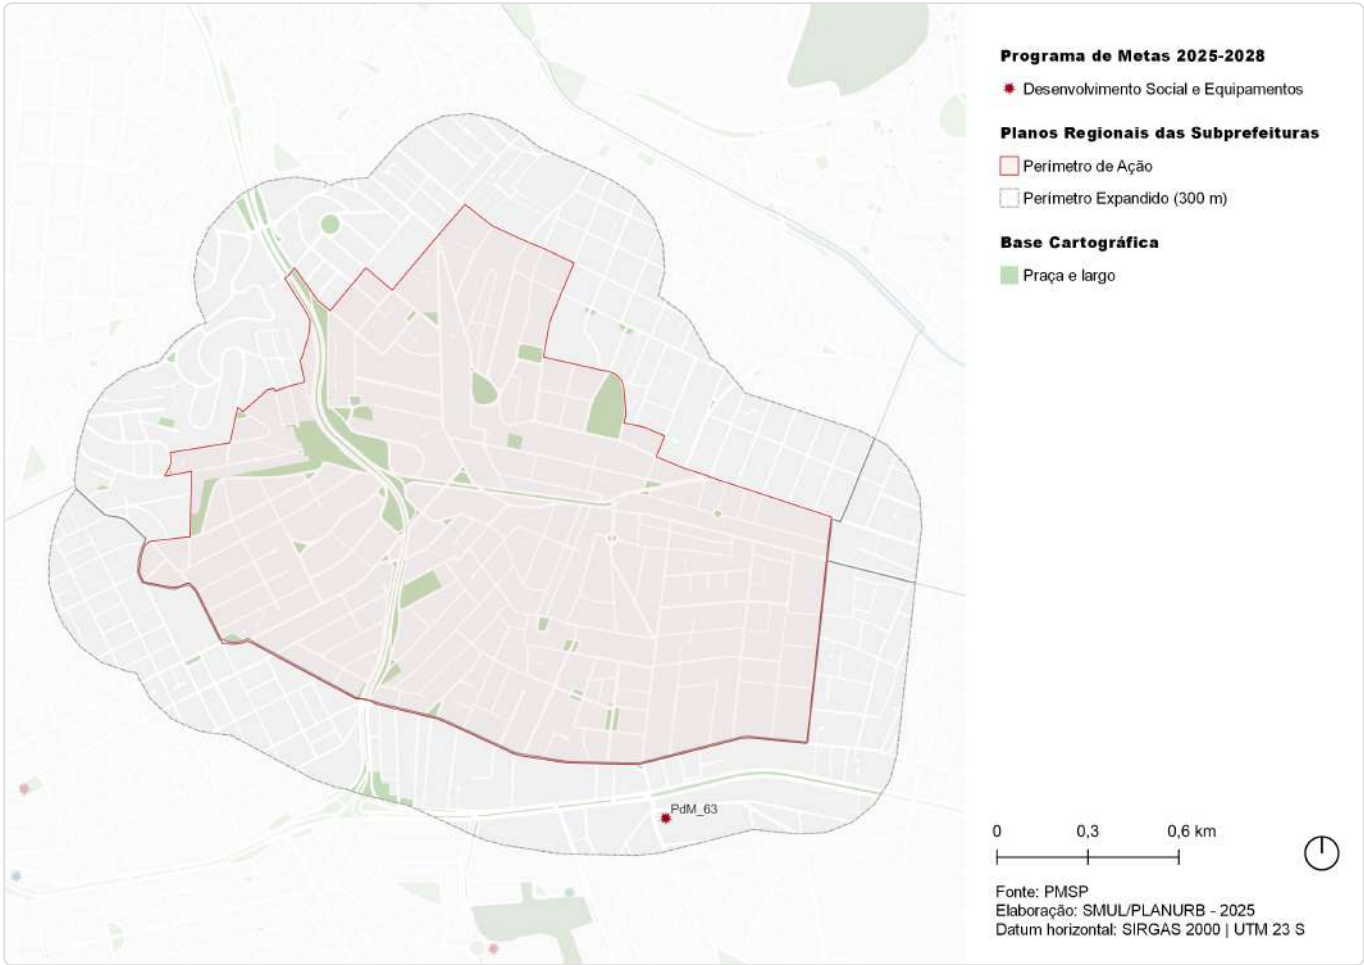 Programa de Metas 2025-2028
Desenvolvimento Social e Equipamentos
Planos Regionais das Subprefeituras
Perímetro de Ação
Perímetro Expandido (300 m)
Base Cartográfica
Praça e largo
PdM_63
0 0,3 0,6 km
Fonte: PMSP
Elaboração: SMUL/PLANURB - 2025
Datum horizontal: SIRGAS 2000 | UTM 23 S